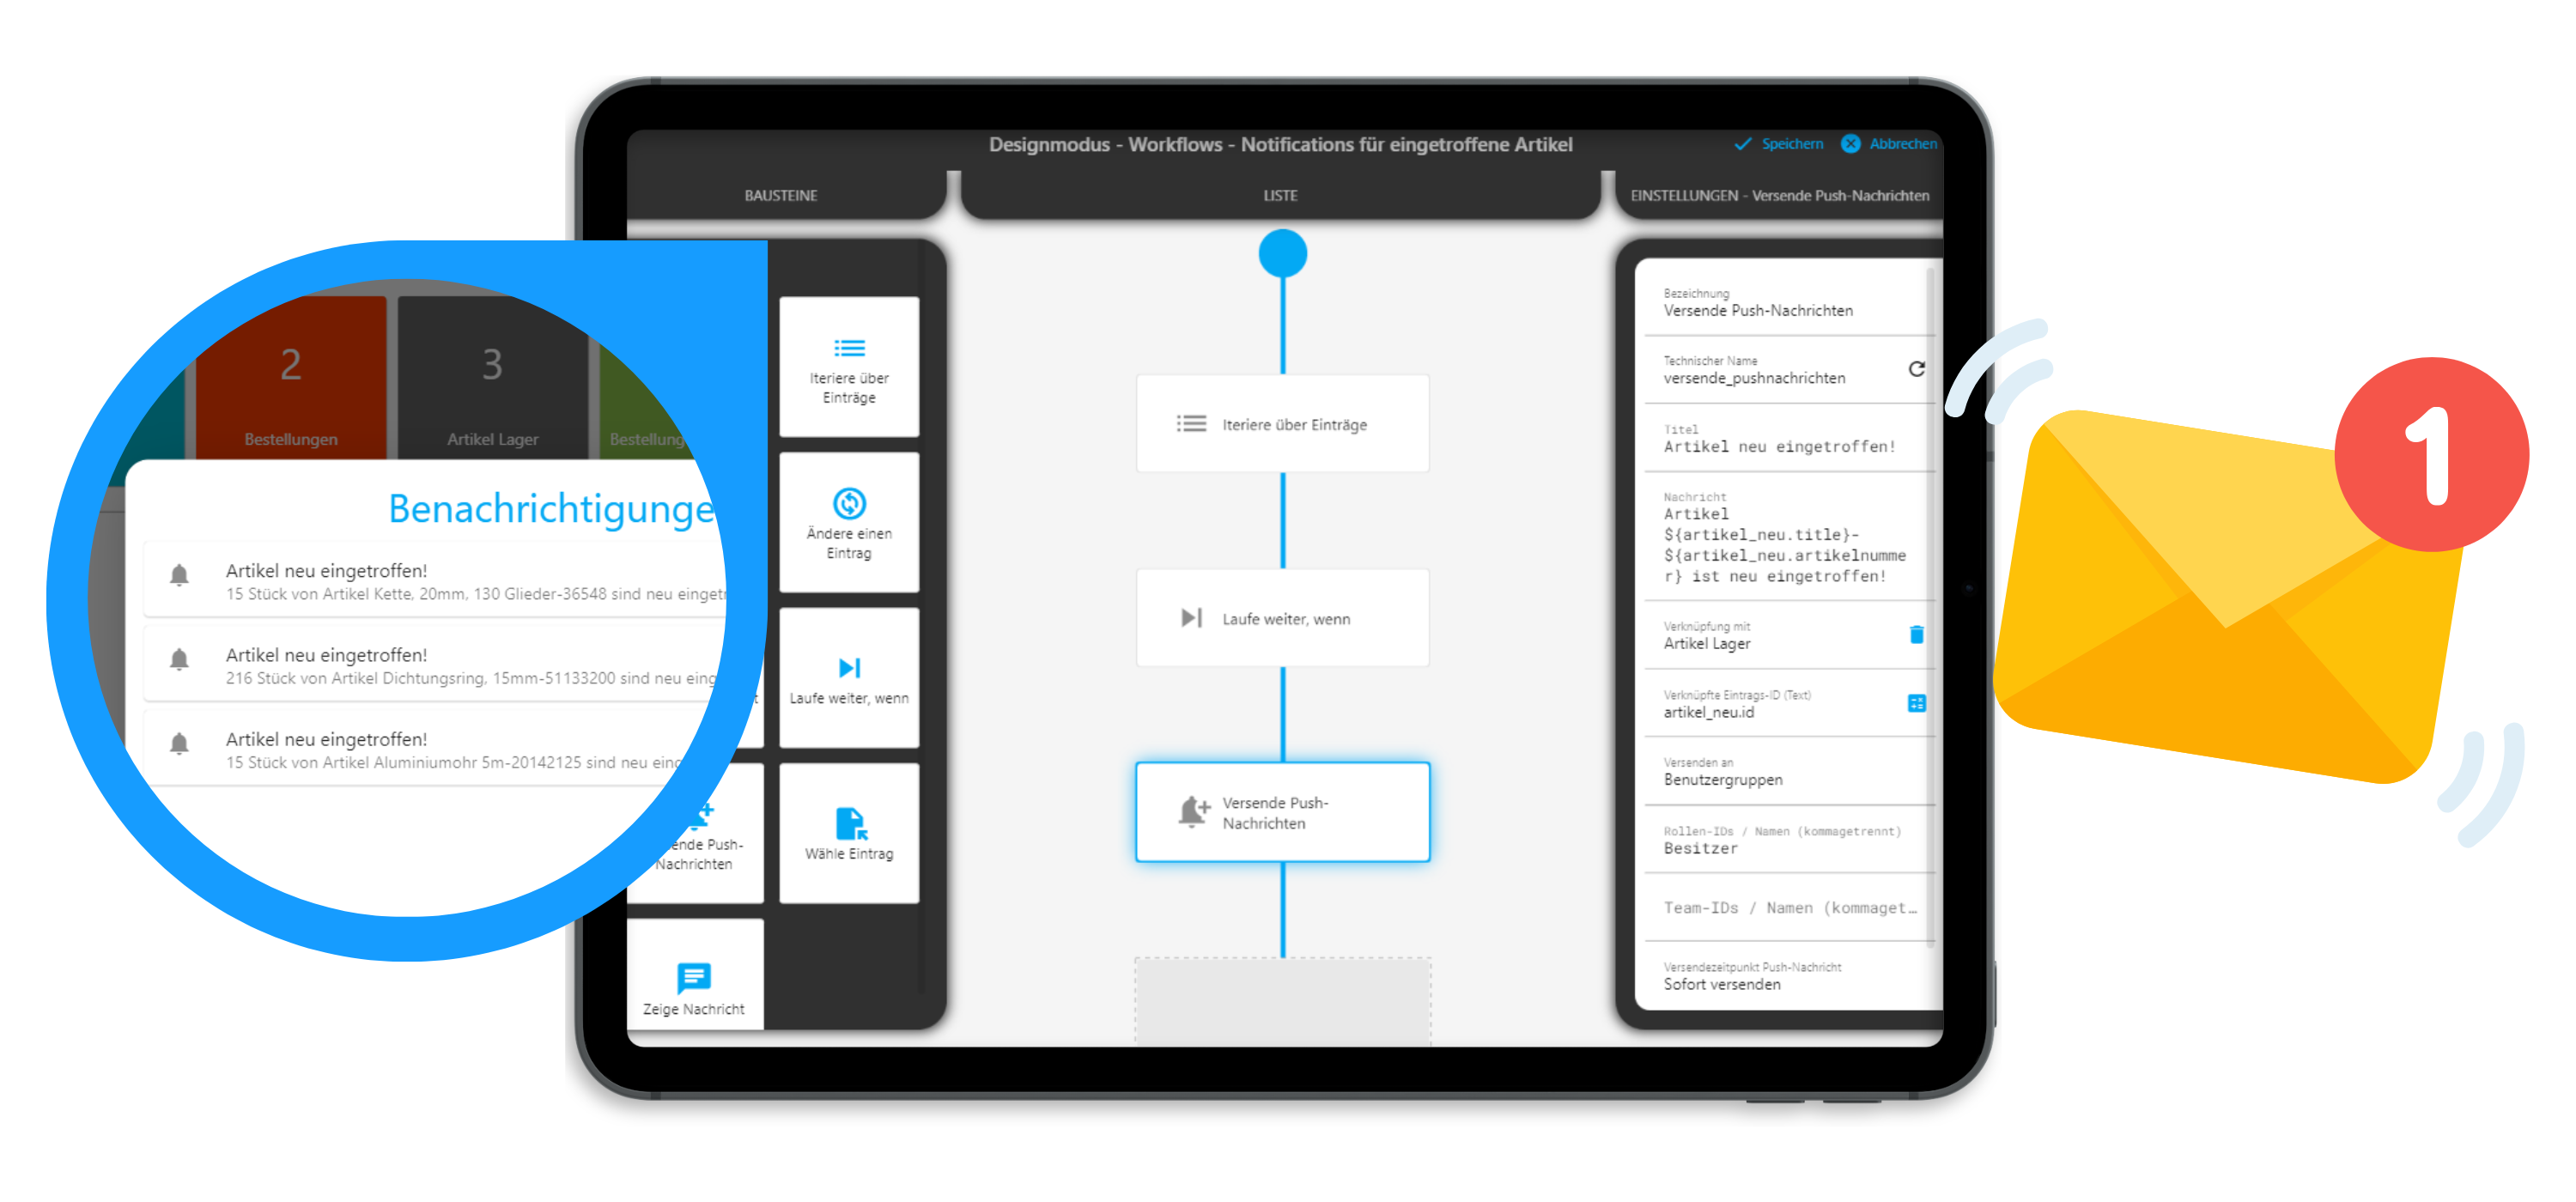 Designmodus - Workflows - Notifications für eingetroffene Artikel
Speichern
Abbrechen
BAUSTEINE
LISTE
EINSTELLUNGEN - Versende Push-Nachrichten
2
Bestellungen
3
Artikel Lager
Benachrichtigunge
Artikel neu eingetroffen!
15 Stück von Artikel Kette, 20mm, 130 Glieder-36548 sind neu
Artikel neu eingetroffen!
216 Stück von Artikel Dichtungsring, 15mm-51133200 sind neu
Artikel neu eingetroffen!
15 Stück von Artikel Aluminiumohr 5m-20142125 sind neu
Iteriere über
Einträge
Ändere einen
Eintrag
Laufe weiter, wenn
Push-
Nachrichten
Wähle Eintrag
Zeige Nachricht
Iteriere über Einträge
Laufe weiter, wenn
Versende Push-
Nachrichten
Bezeichnung
Versende Push-Nachrichten
Technischer Name
versende_pushnachrichten
Titel
Artikel neu eingetroffen!
Nachricht
Artikel
${artikel_neu.title}-
${artikel_neu.artikelnumme
r} ist neu eingetroffen!
Verknüpfung mit
Artikel Lager
Verknüpfte Eintrags-ID (Text)
artikel_neu.id
Versenden an
Benutzergruppen
Rollen-IDs / Namen (kommagetrennt)
Besitzer
Team-IDs / Namen (kommaget…
Versendezeitpunkt Push-Nachricht
Sofort versenden
1